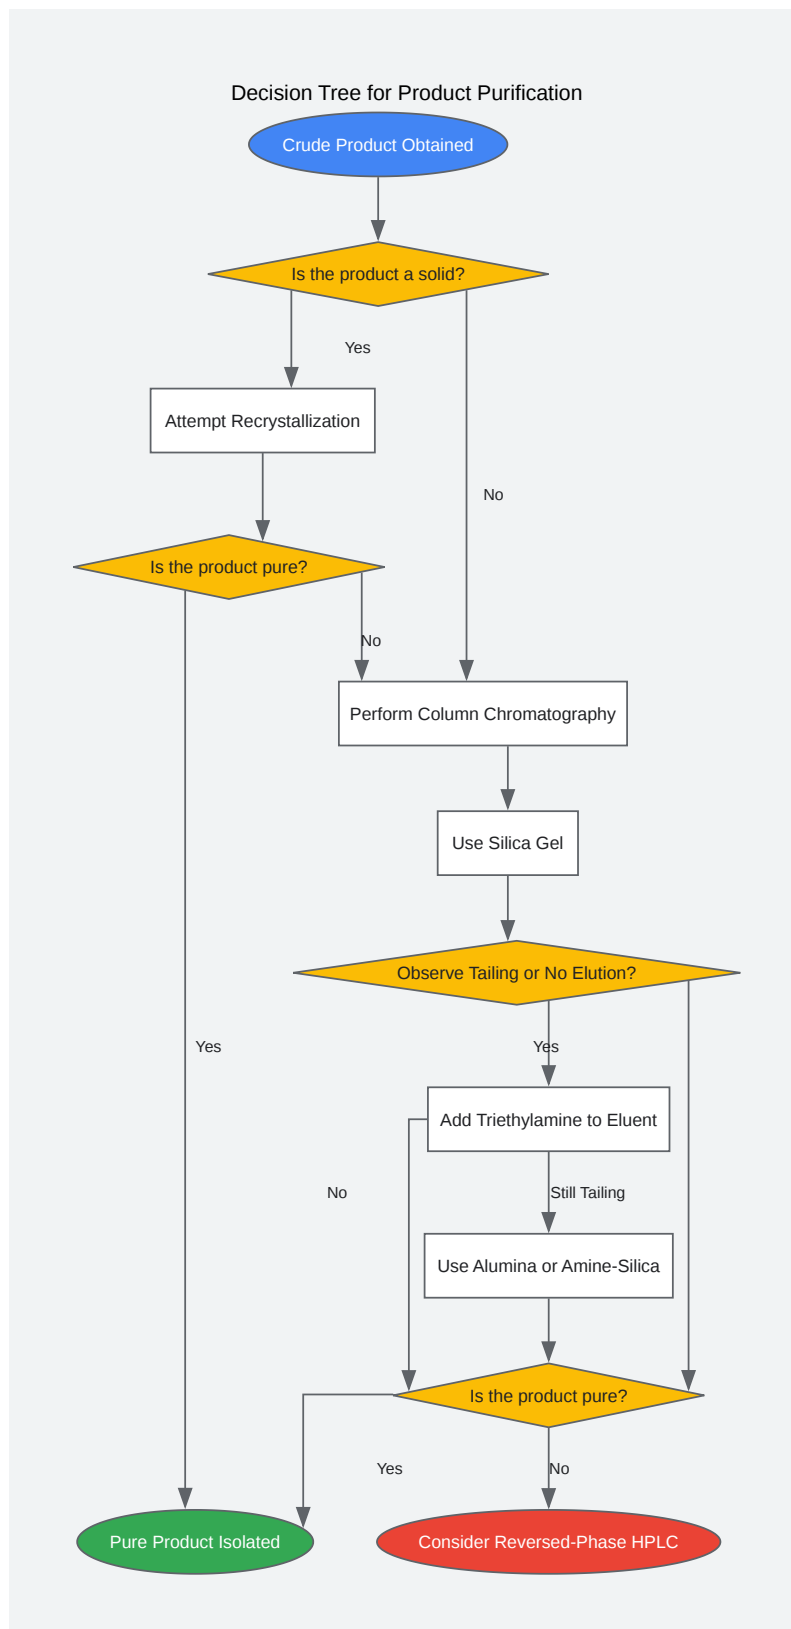 Decision Tree for Product Purification
Crude Product Obtained
Is the product a solid?
Yes
Attempt Recrystallization
No
Is the product pure?
No
Perform Column Chromatography
Use Silica Gel
Observe Tailing or No Elution?
Yes
Yes
Add Triethylamine to Eluent
No
Still Tailing
Use Alumina or Amine-Silica
Is the product pure?
Yes
No
Pure Product Isolated
Consider Reversed-Phase HPLC